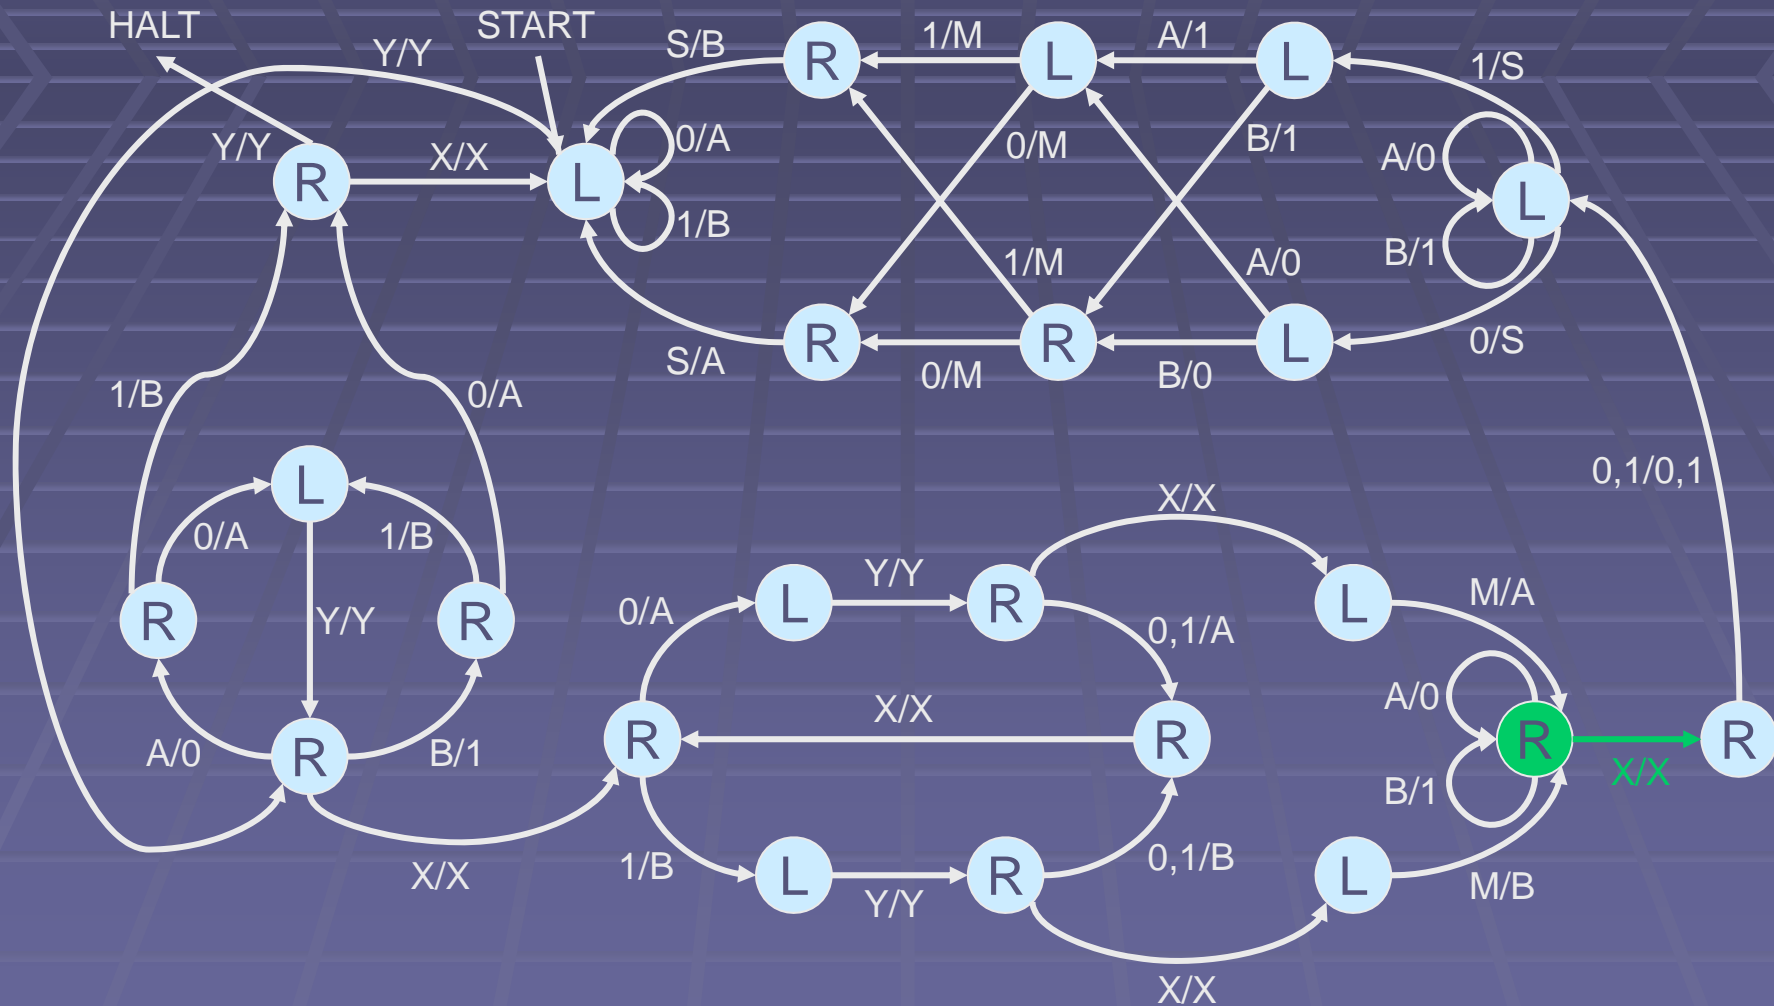 HALT
START
Y/Y
S/B
1/M
A/1
1/S
R
L
L
Y/Y
X/X
0/A
0/M
B/1
A/0
R
L
L
1/B
1/M
A/0
B/1
S/A
0/M
B/0
0/S
R
R
L
1/B
0/A
0,1/0,1
L
0/A
1/B
X/X
Y/Y
M/A
0/A
L
R
L
R
R
Y/Y
0,1/A
A/0
X/X
A/0
B/1
R
R
R
R
R
X/X
B/1
1/B
0,1/B
X/X
L
R
L
Y/Y
M/B
X/X